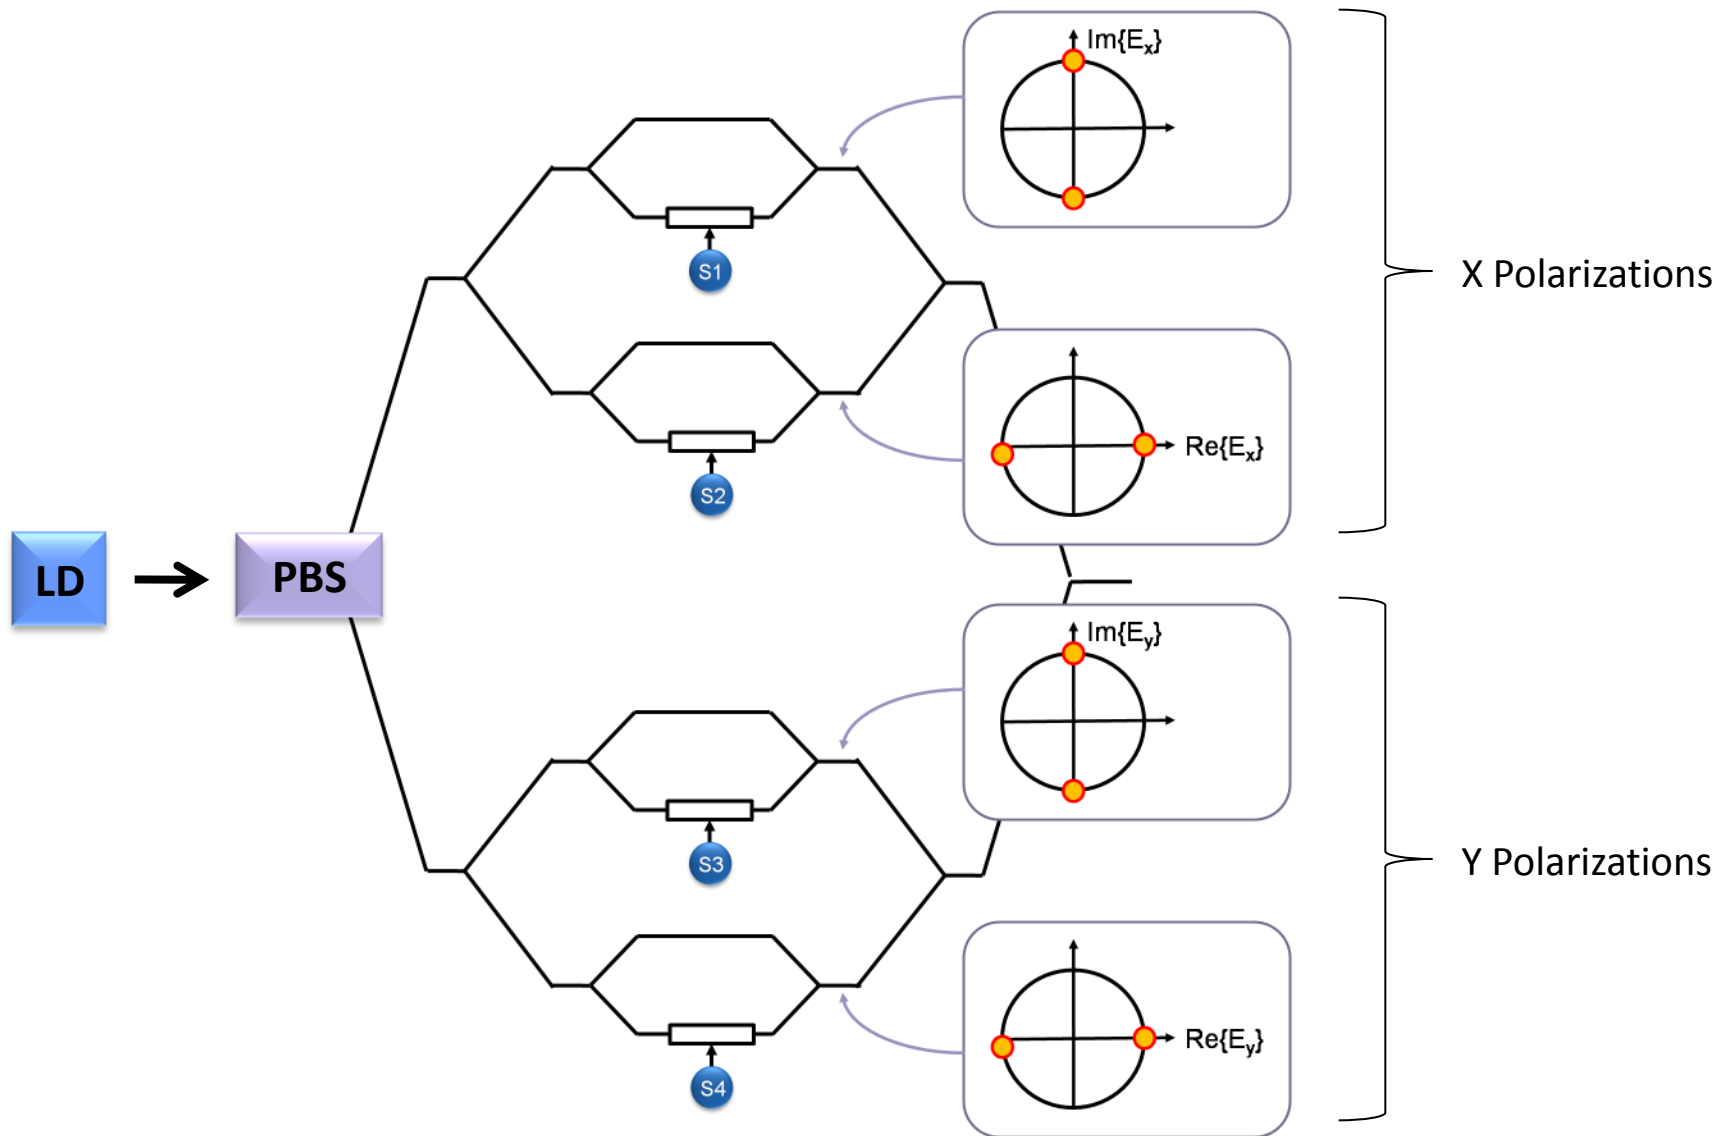 Im{Ex}
S1
X Polarizations
S2
Re{Ex}
LD
PBS
Im{Ey}
S3
Y Polarizations
S4
Re{Ey}